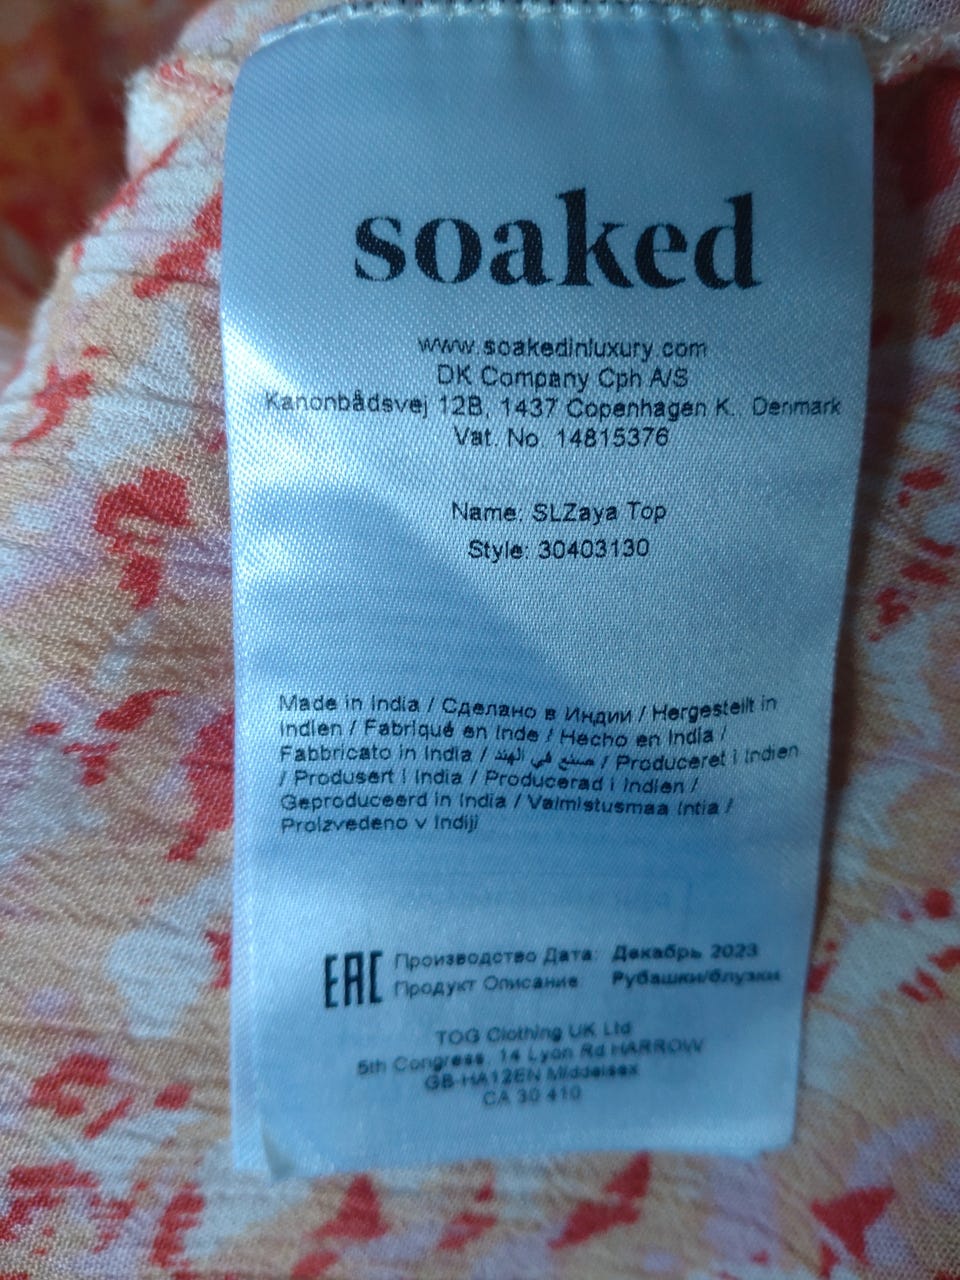 soaked
www.soakedinluxury.com
DK Company Cph A/S
Kanonbådsvej 12B, 1437 Copenhagen K., Denmark
Vat. No. 14815376
Name: SLZaya Top
Style: 30403130
Made in India / Сделано в Индии / Hergestellt in
Indien / Fabriqué en Inde / Hecho en India /
Fabbricato in India / صنع في الهند / Produceret i Indien
/ Produsert i India / Producerad i Indien /
Geproduceerd in India / Valmistusmaa Intia /
Proizvedeno v Indiji
EAC Производство Дата: Декабрь 2023
Продукт Описание Рубашки/блузки
TOG Clothing UK Ltd
5th Congress, 14 Lyon Rd HARROW
GB-HA12EN Middelsex
CA 30 410